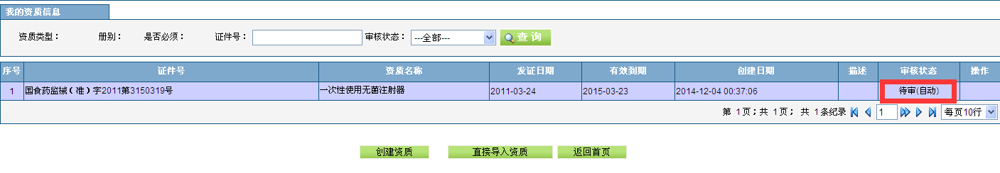 我的资质信息
资质类型： 册别： 是否必须： 证件号： 审核状态： ---全部--- 查 询
序号 证件号 资质名称 发证日期 有效到期 创建日期 描述 审核状态 操作
1 国食药监械（准）字2011第3150319号 一次性使用无菌注射器 2011-03-24 2015-03-23 2014-12-04 00:37:06 待审(自动)
第 1页；共 1页； 共 1条纪录 1 每页10行
创建资质 直接导入资质 返回首页